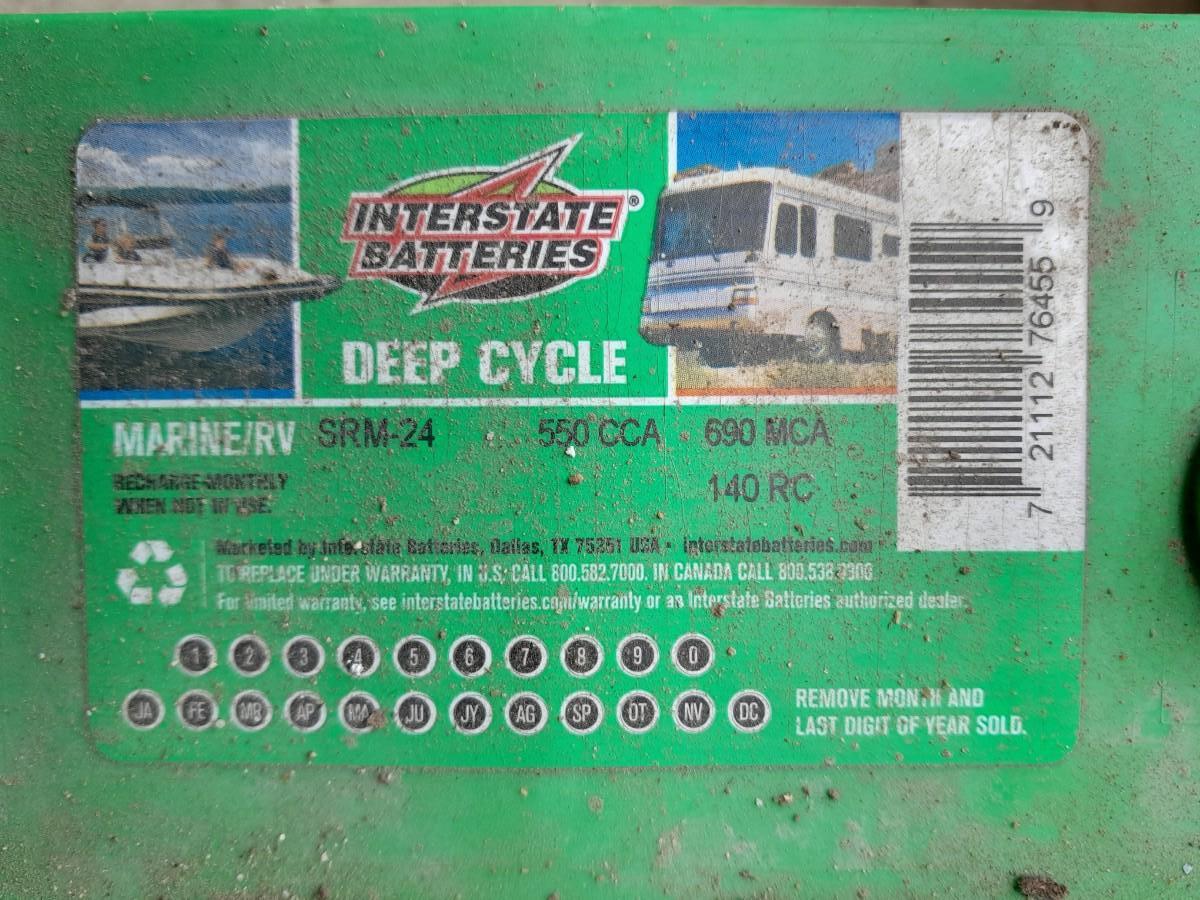 INTERSTATE
BATTERIES®
DEEP CYCLE
MARINE/RV SRM-24 550 CCA 690 MCA
140 RC
RECHARGE MONTHLY
WHEN NOT IN USE.
7 21112 76455 9
Marketed by Interstate Batteries, Dallas, TX 75251 USA • interstatebatteries.com
TO REPLACE UNDER WARRANTY, IN U.S. CALL 800.582.7000. IN CANADA CALL
For limited warranty, see interstatebatteries.com/warranty or an Interstate Batteries authorized dealer.
1 2 3 4 5 6 7 8 9 0
JA FE MR AP MA JU JY AG SP OT NV DC
REMOVE MONTH AND
LAST DIGIT OF YEAR SOLD.